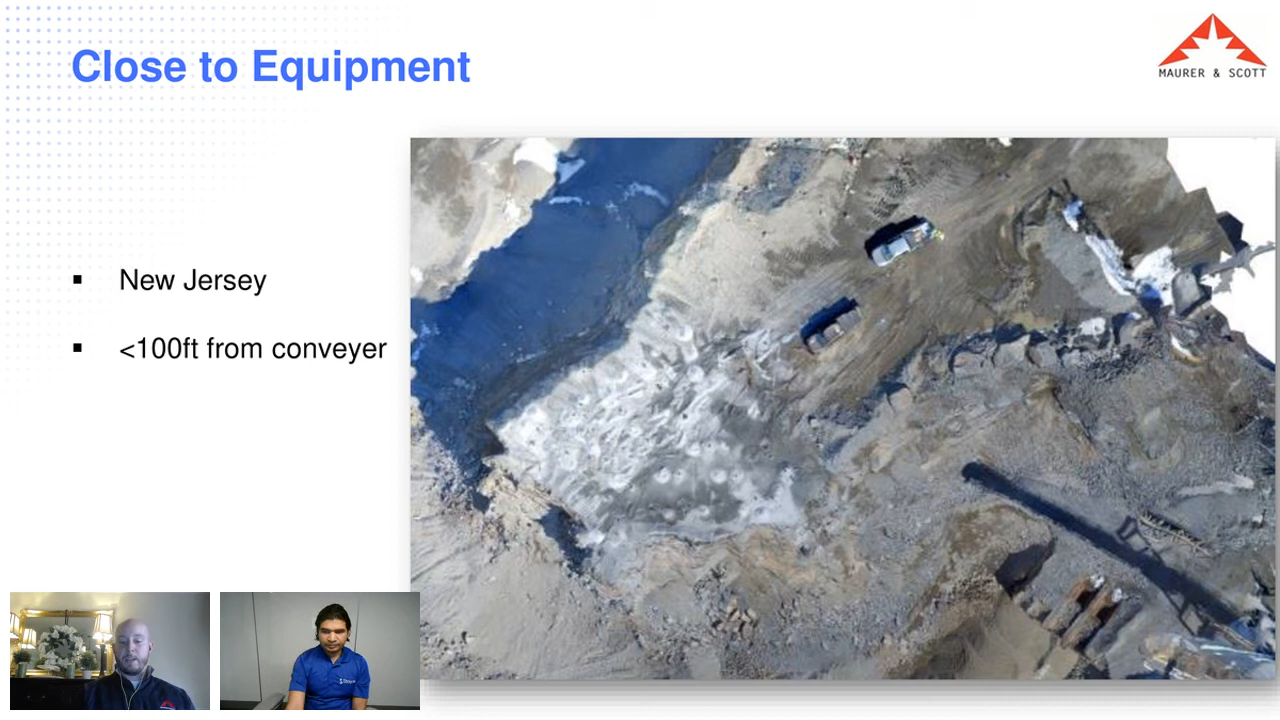 Close to Equipment
MAURER & SCOTT
▪ New Jersey
▪ <100ft from conveyer